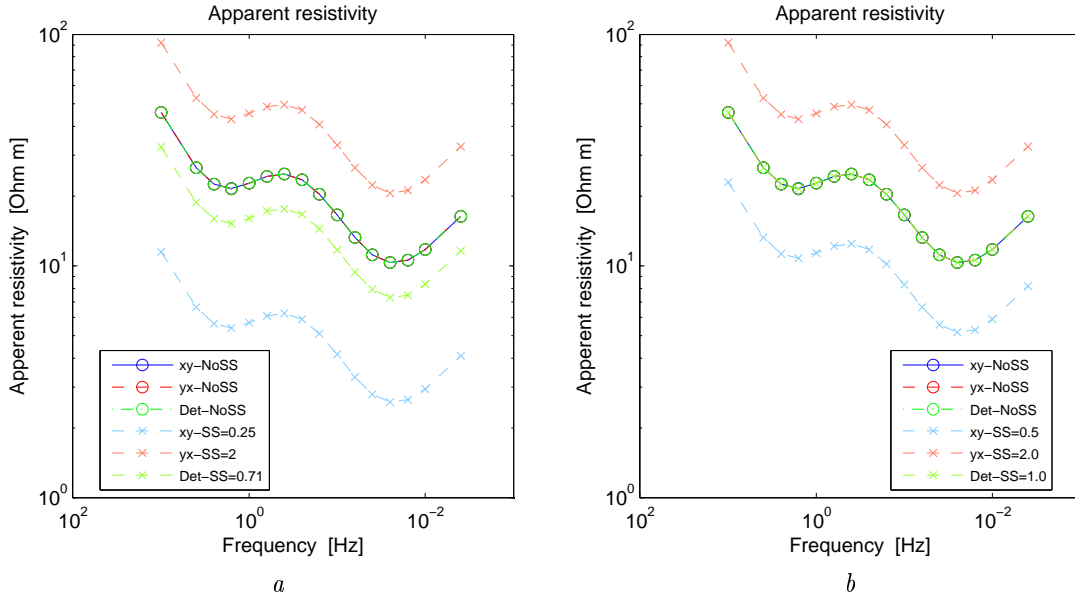 Apparent resistivity
Apperent resistivity [Ohm m]
10^2
10^1
10^0
xy-NoSS
yx-NoSS
Det-NoSS
xy-SS=0.25
yx-SS=2
Det-SS=0.71
10^2
10^0
10^-2
Frequency [Hz]
a
Apparent resistivity
Apperent resistivity [Ohm m]
10^2
10^1
10^0
xy-NoSS
yx-NoSS
Det-NoSS
xy-SS=0.5
yx-SS=2.0
Det-SS=1.0
10^2
10^0
10^-2
Frequency [Hz]
b